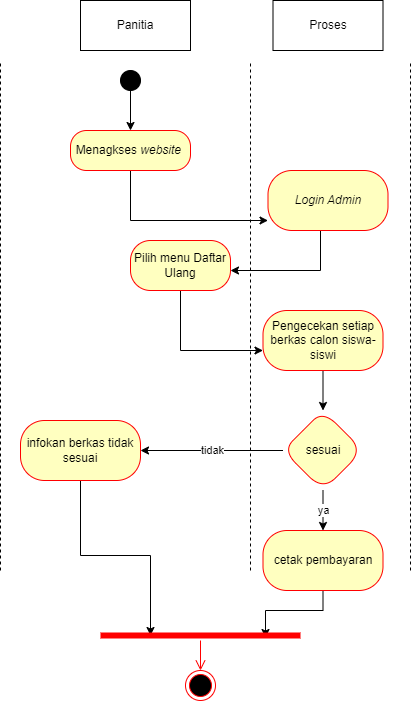 Panitia
Proses
Menagkses website
Login Admin
Pilih menu Daftar
Ulang
Pengecekan setiap
berkas calon siswa-
siswi
infokan berkas tidak
sesuai
tidak
sesuai
ya
cetak pembayaran